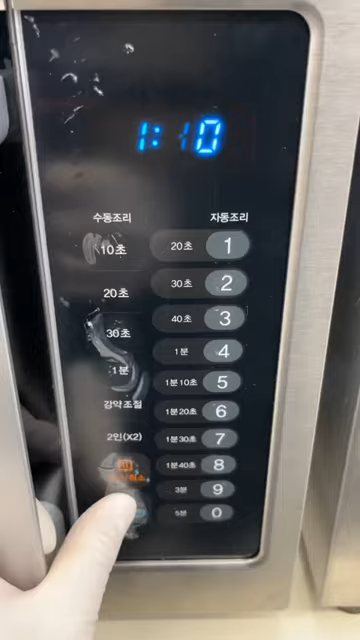 1:10
수동조리 자동조리
10초 20초 1
20초 30초 2
30초 40초 3
1분 1분 4
강약조절 1분10초 5
1분20초 6
2인(X2) 1분30초 7
1분40초 8
3분 9
5분 0